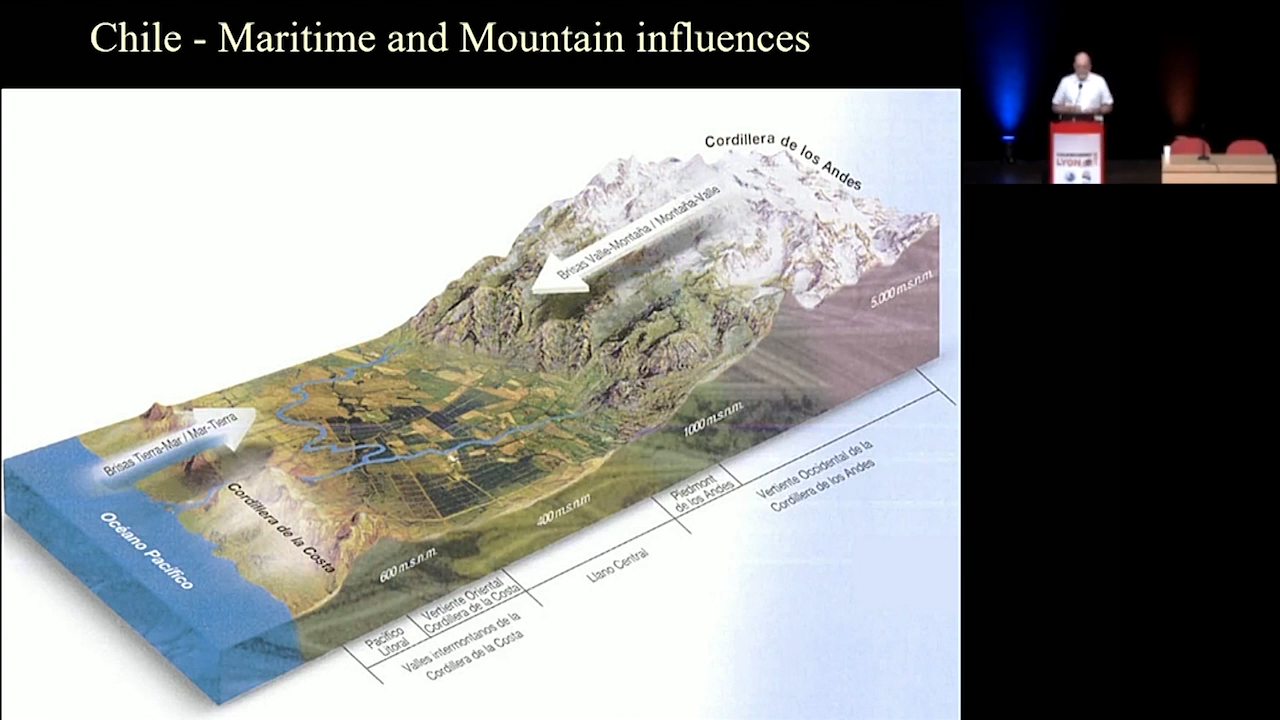 Chile - Maritime and Mountain influences
Cordillera de los Andes
Brisas Valle-Montaña / Montaña-Valle
5.000 m.s.n.m.
Brisas Tierra-Mar / Mar-Tierra
1000 m.s.n.m.
Cordillera de la Costa
Océano Pacífico
400 m.s.n.m
600 m.s.n.m.
Piedmont
de los Andes
Vertiente Occidental de la
Cordillera de los Andes
Llano Central
Vertiente Oriental
Cordillera de la Costa
Pacífico
Litoral
Valles intermontanos de la
Cordillera de la Costa
LYON